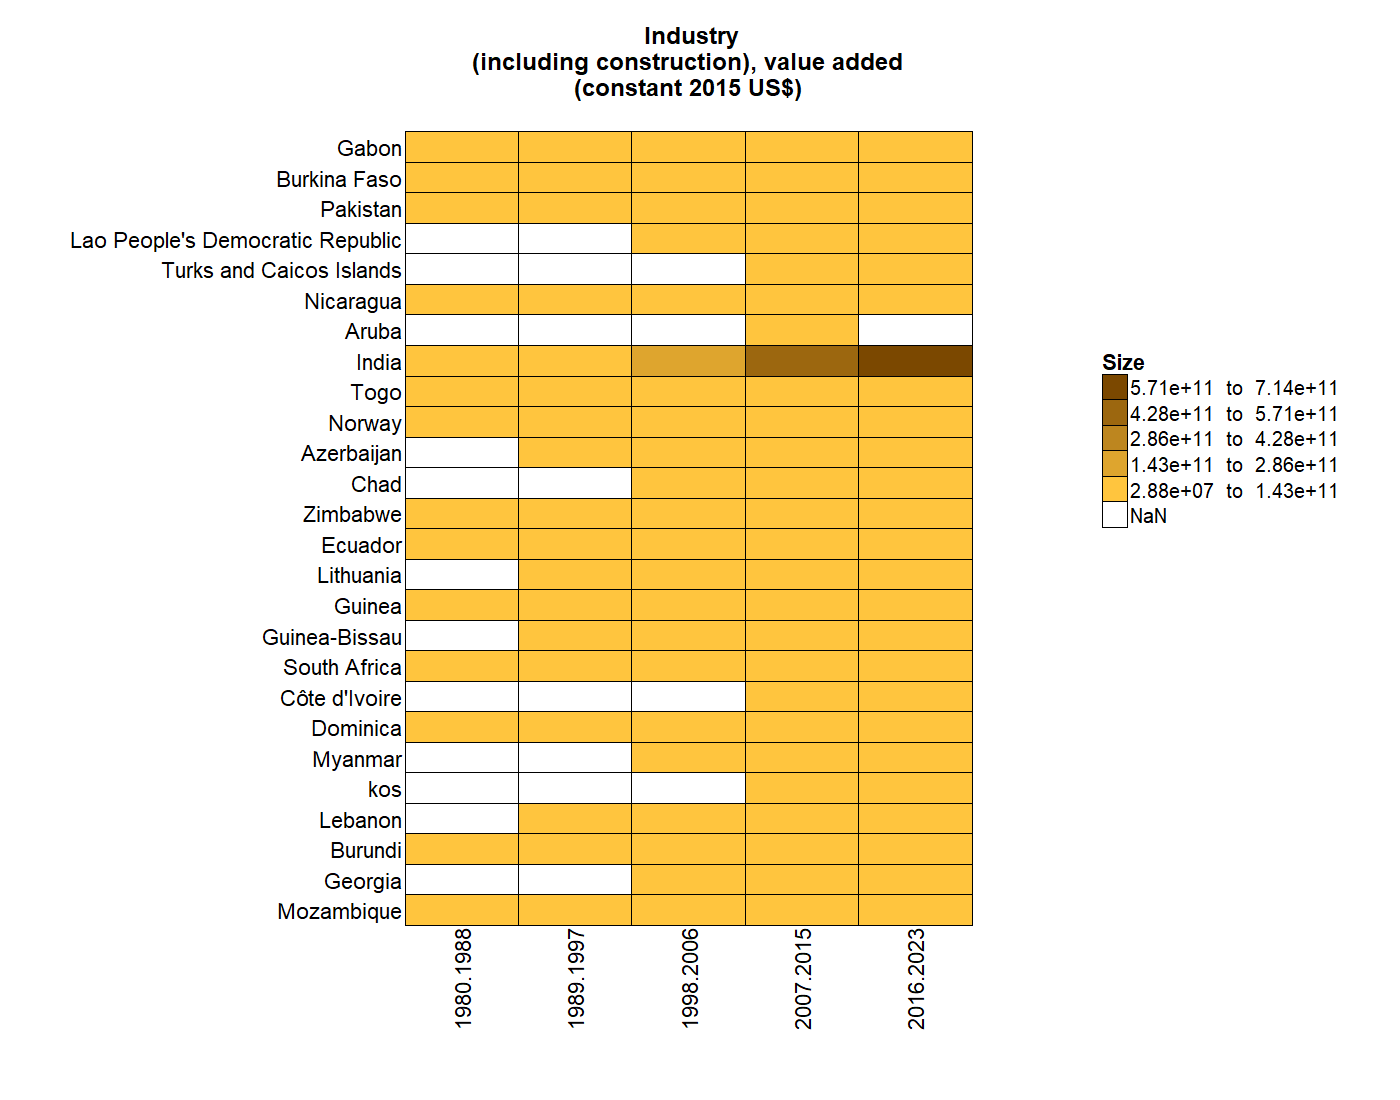 Industry
(including construction), value added
(constant 2015 US$)
Gabon
Burkina Faso
Pakistan
Lao People's Democratic Republic
Turks and Caicos Islands
Nicaragua
Aruba
India
Togo
Norway
Azerbaijan
Chad
Zimbabwe
Ecuador
Lithuania
Guinea
Guinea-Bissau
South Africa
Côte d'Ivoire
Dominica
Myanmar
kos
Lebanon
Burundi
Georgia
Mozambique
1980.1988
1989.1997
1998.2006
2007.2015
2016.2023
Size
5.71e+11 to 7.14e+11
4.28e+11 to 5.71e+11
2.86e+11 to 4.28e+11
1.43e+11 to 2.86e+11
2.88e+07 to 1.43e+11
NaN